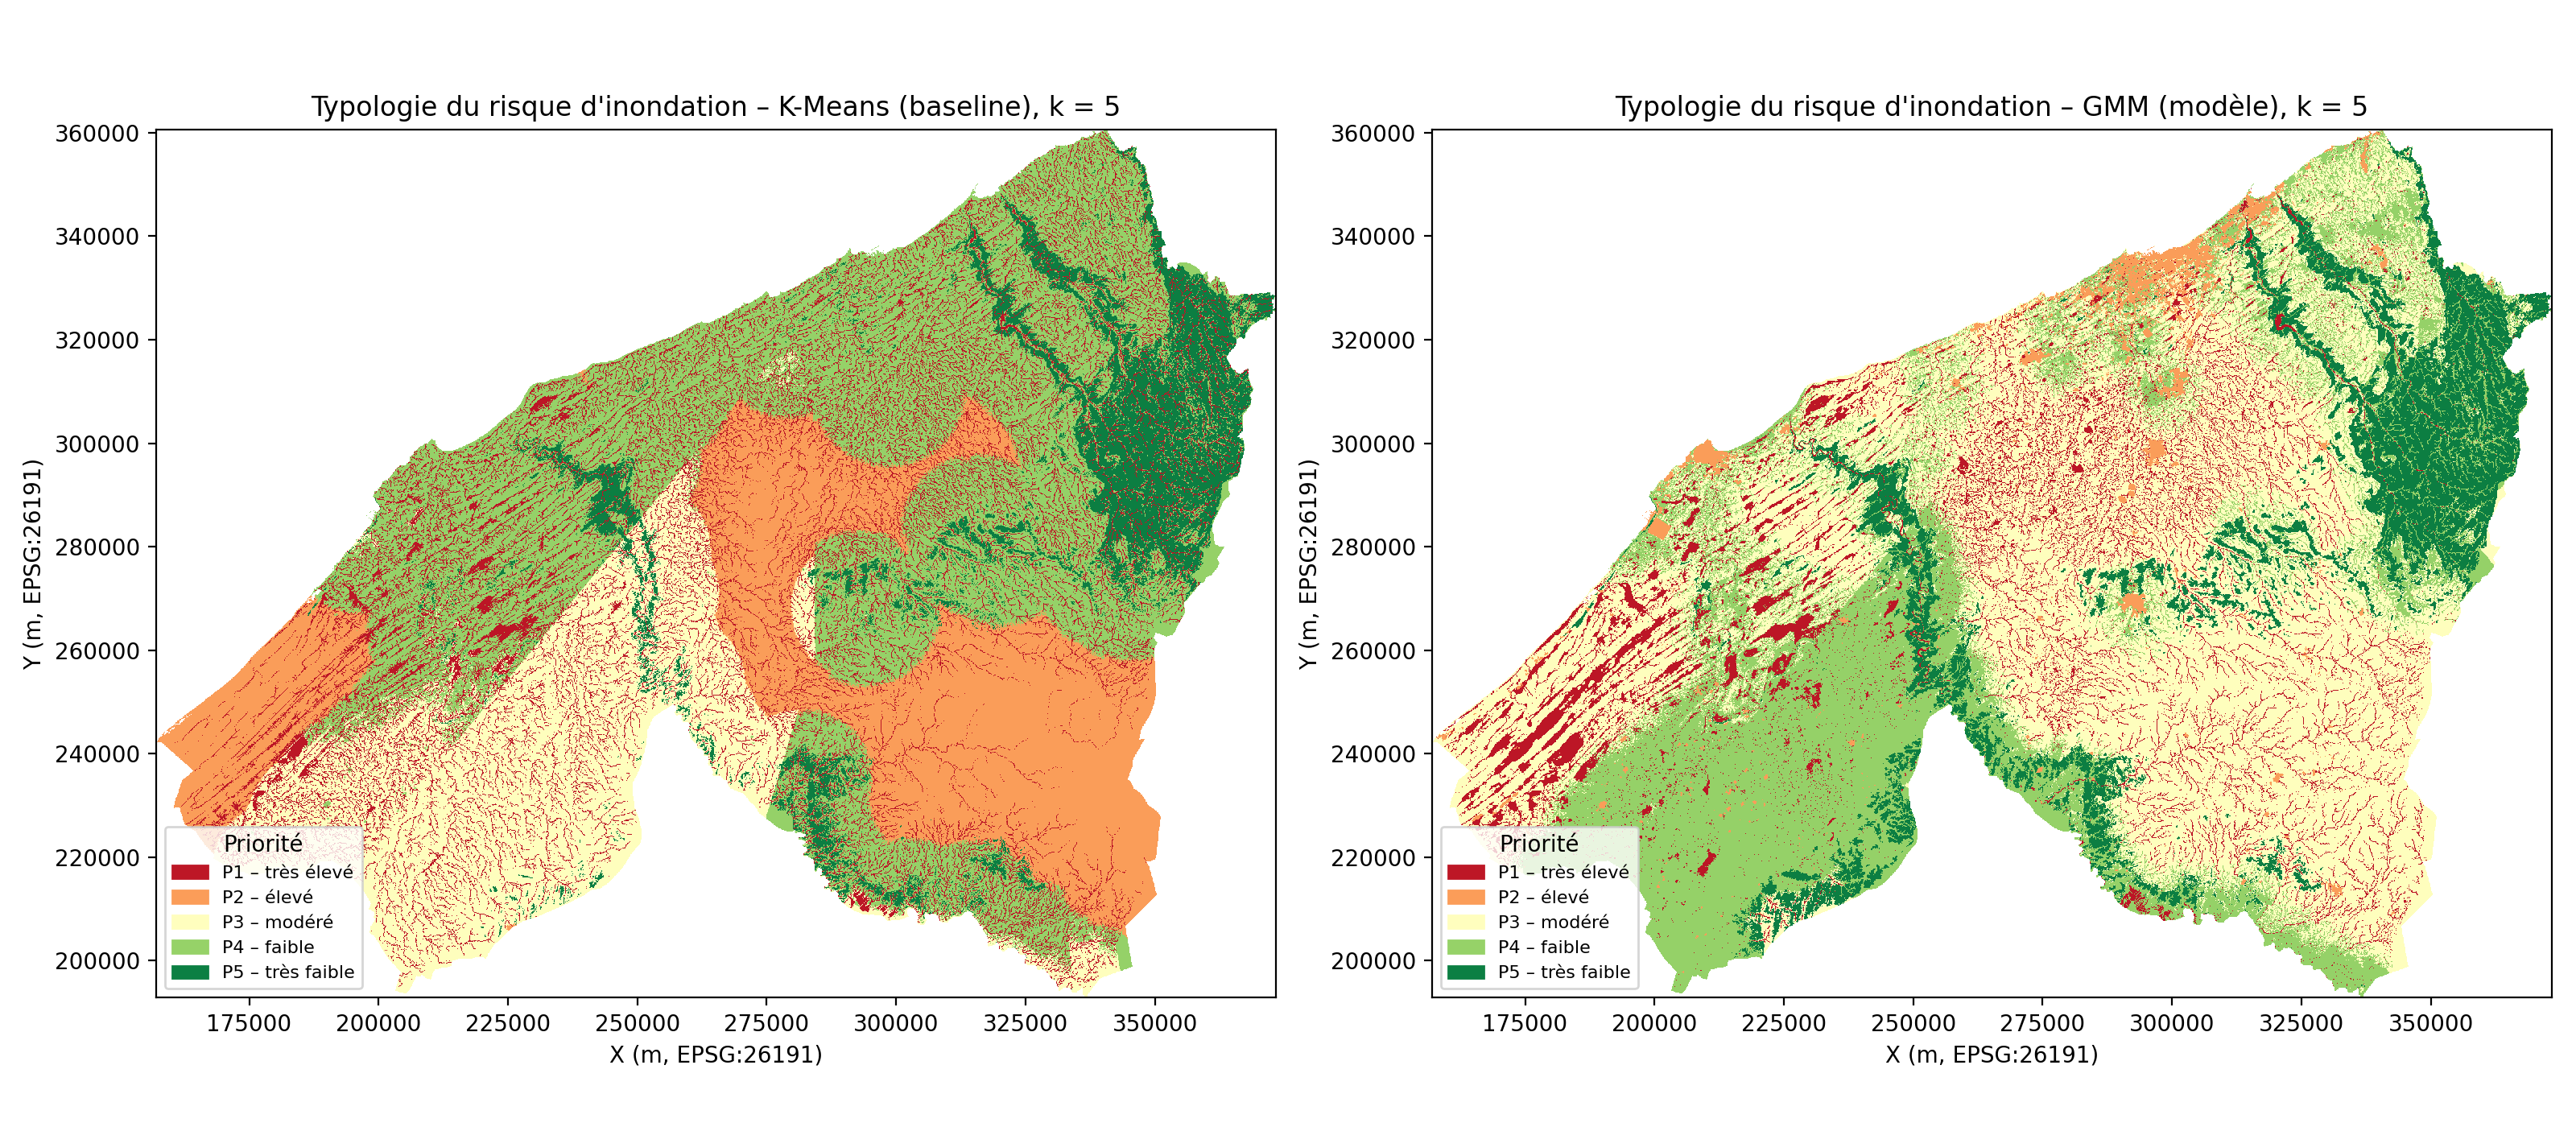 Typologie du risque d'inondation – K-Means (baseline), k = 5
360000
340000
320000
300000
280000
260000
240000
220000
200000
Y (m, EPSG:26191)
Priorité
P1 – très élevé
P2 – élevé
P3 – modéré
P4 – faible
P5 – très faible
175000 200000 225000 250000 275000 300000 325000 350000
X (m, EPSG:26191)
Typologie du risque d'inondation – GMM (modèle), k = 5
360000
340000
320000
300000
280000
260000
240000
220000
200000
Y (m, EPSG:26191)
Priorité
P1 – très élevé
P2 – élevé
P3 – modéré
P4 – faible
P5 – très faible
175000 200000 225000 250000 275000 300000 325000 350000
X (m, EPSG:26191)